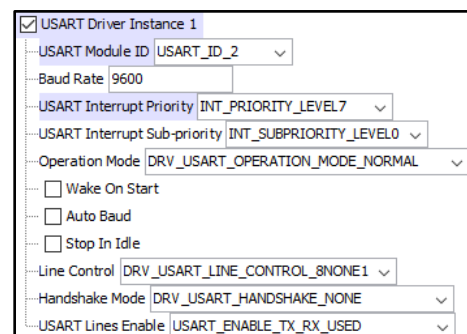 USART Driver Instance 1
USART Module ID USART_ID_2
Baud Rate 9600
USART Interrupt Priority INT_PRIORITY_LEVEL7
USART Interrupt Sub-priority INT_SUBPRIORITY_LEVEL0
Operation Mode DRV_USART_OPERATION_MODE_NORMAL
Wake On Start
Auto Baud
Stop In Idle
Line Control DRV_USART_LINE_CONTROL_8NONE1
Handshake Mode DRV_USART_HANDSHAKE_NONE
USART Lines Enable USART_ENABLE_TX_RX_USED